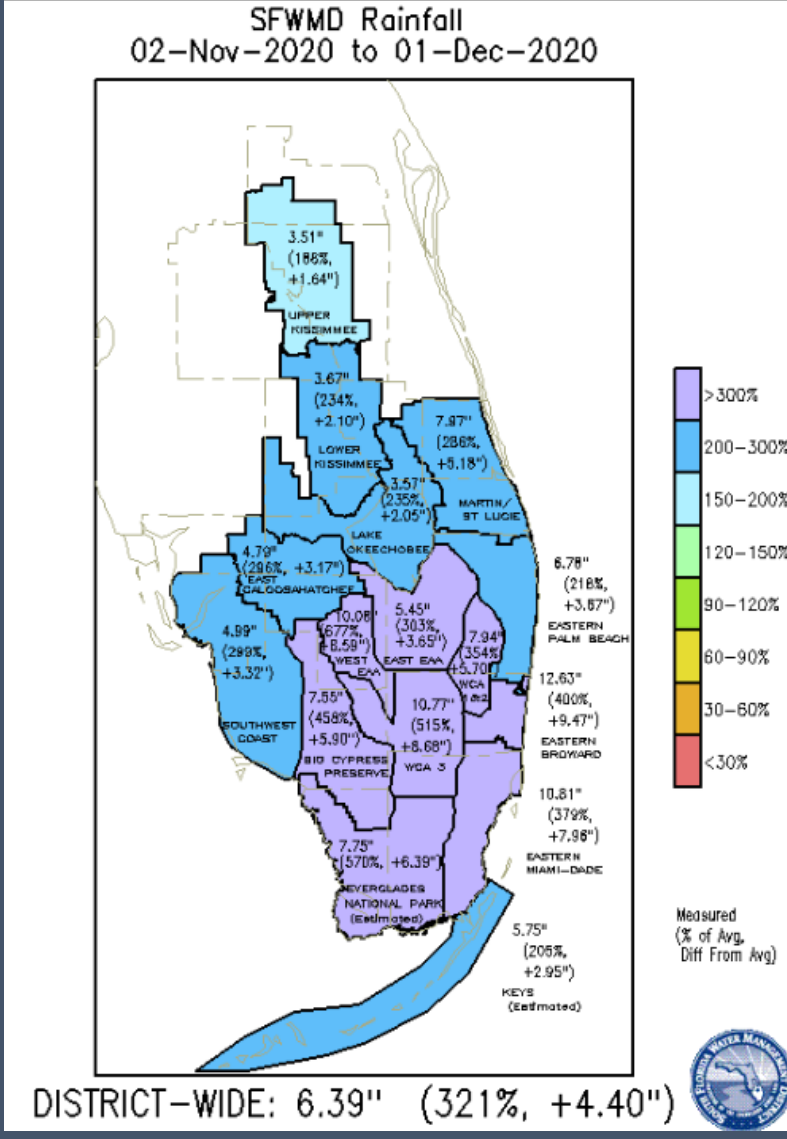 SFWMD Rainfall
02-Nov-2020 to 01-Dec-2020
3.51"
(188%,
+1.64")
UPPER
KISSIMMEE
3.67"
(234%,
+2.10")
LOWER
KISSIMMEE
7.97"
(286%,
+5.18")
MARTIN/
ST LUCIE
3.57"
(235%,
+2.05")
LAKE
OKEECHOBEE
4.79"
(296%, +3.17")
EAST
CALOOSAHATCHEE
6.78"
(218%,
+3.67")
EASTERN
PALM BEACH
4.99"
(299%,
+3.32")
SOUTHWEST
COAST
10.08"
(677%,
+8.59")
WEST
EAA
5.45"
(303%,
+3.65")
EAST EAA
7.94"
(354%
+5.70"
WCA
1&2
7.55"
(458%,
+5.90")
BIG CYPRESS
PRESERVE
10.77"
(515%,
+8.68")
WCA 3
12.63"
(400%,
+9.47")
EASTERN
BROWARD
10.81"
(379%,
+7.96")
EASTERN
MIAMI-DADE
7.75"
(570%, +6.39")
EVERGLADES
NATIONAL PARK
(Estimated)
5.75"
(205%,
+2.95")
KEYS
(Estimated)
>300%
200-300%
150-200%
120-150%
90-120%
60-90%
30-60%
<30%
Measured
(% of Avg,
Diff From Avg)
DISTRICT-WIDE: 6.39" (321%, +4.40")
SOUTH FLORIDA WATER MANAGEMENT DISTRICT